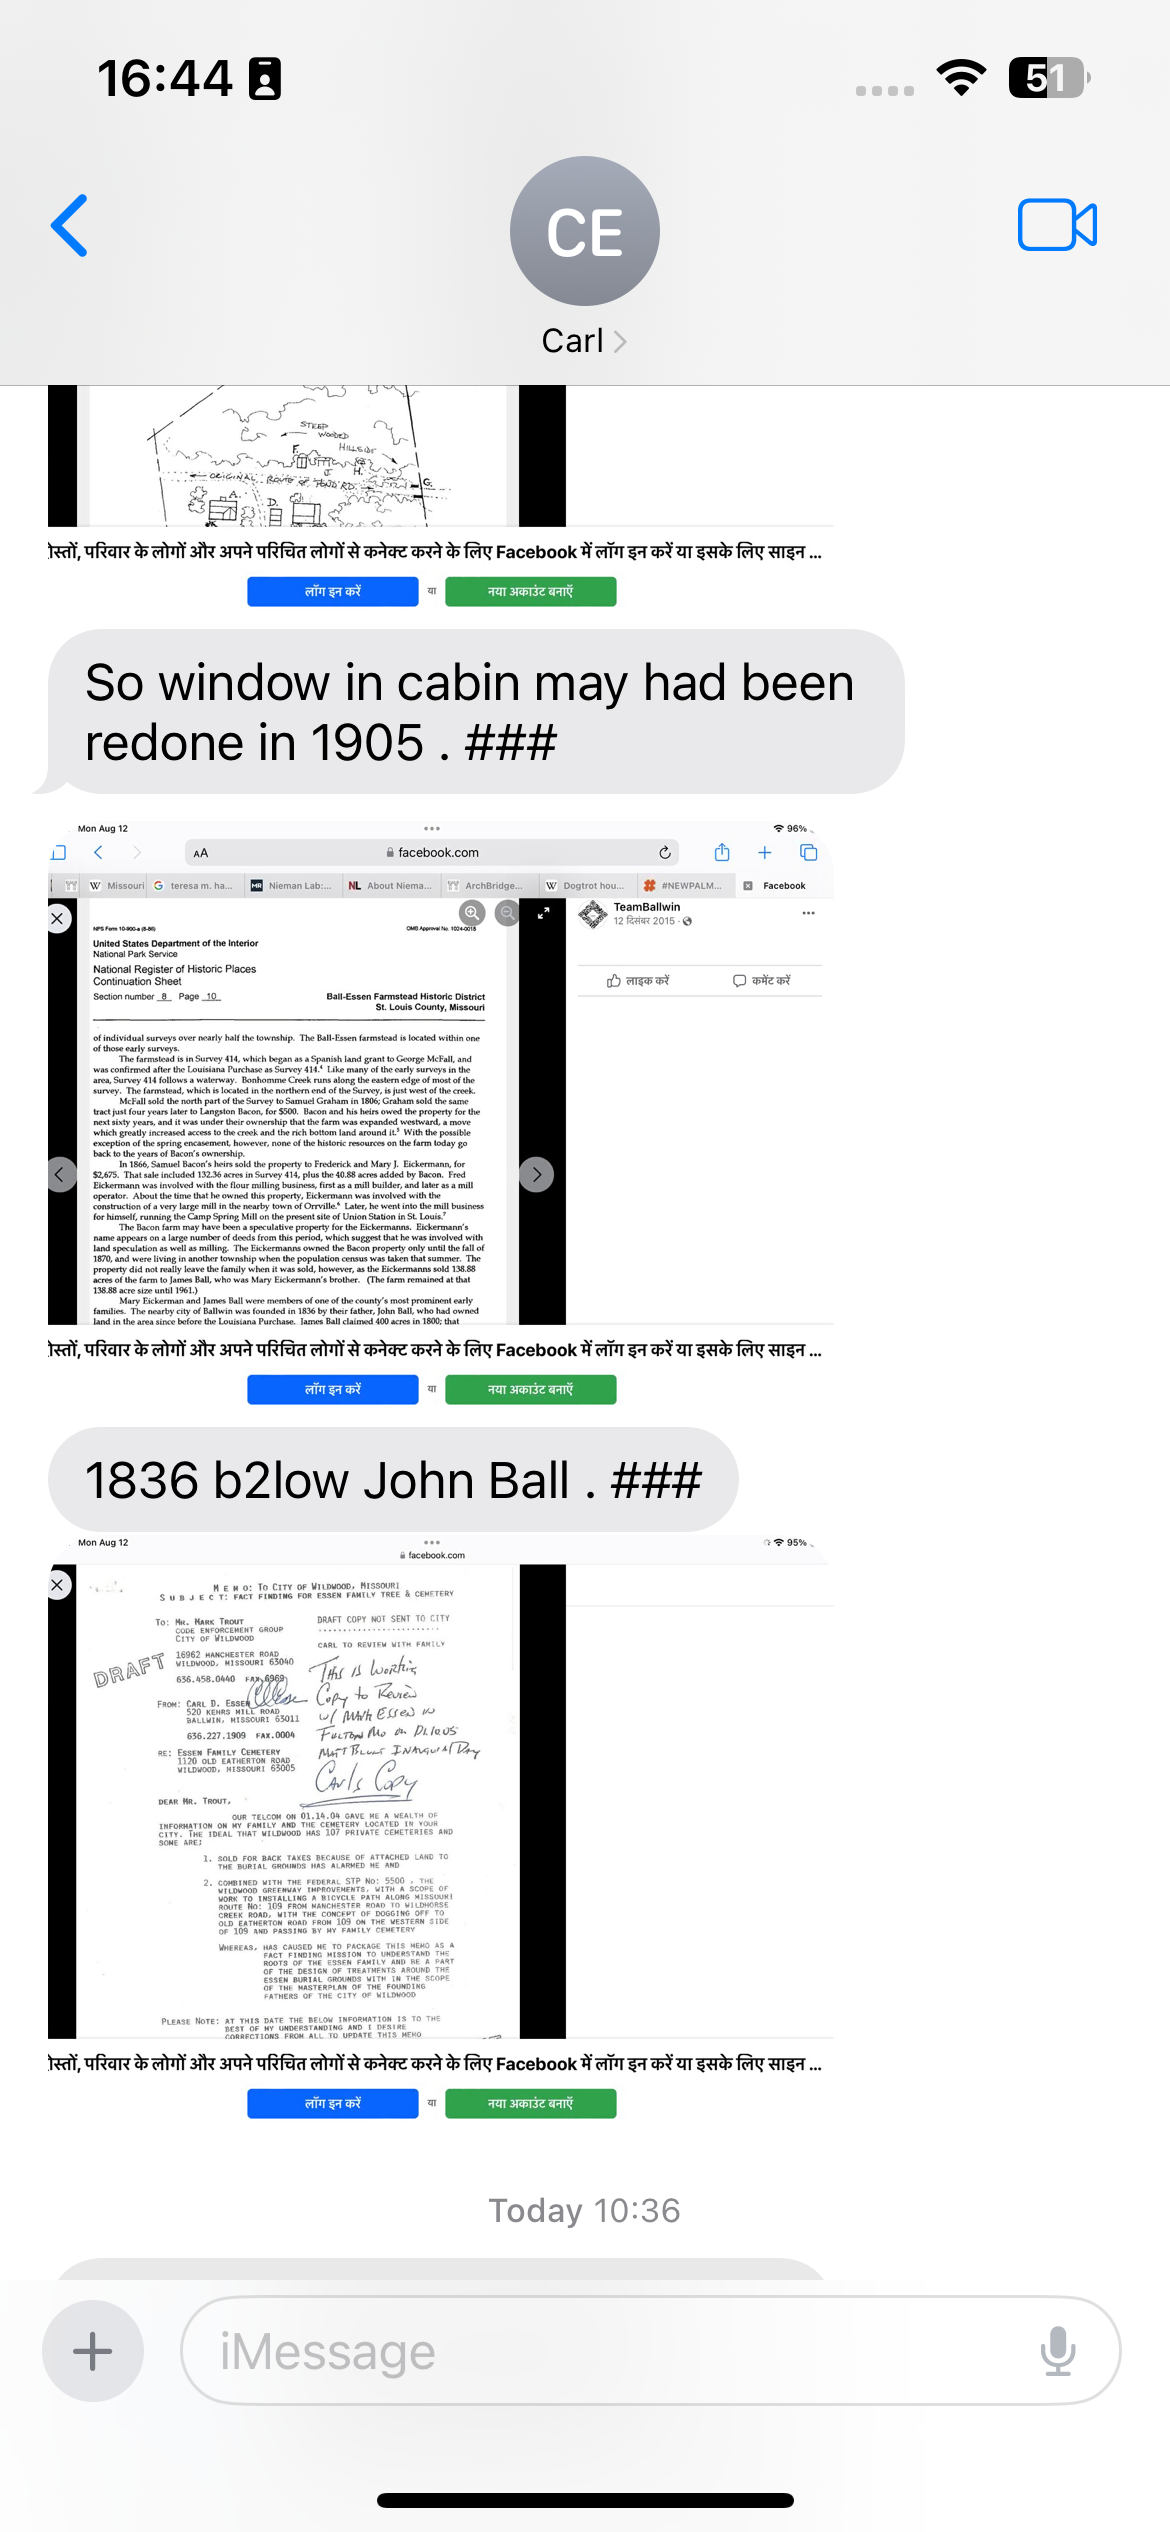 16:44
51
CE
Carl
STEEP
WOODED
HILLSIDE
F.
J. H.
ORIGINAL ROUTE OF POND RD.
G.
A.
D.
ोस्तों, परिवार के लोगों और अपने परिचित लोगों से कनेक्ट करने के लिए Facebook में लॉग इन करें या इसके लिए साइन ...
लॉग इन करें या नया अकाउंट बनाएँ
So window in cabin may had been
redone in 1905 . ###
Mon Aug 12
96%
AA facebook.com
Missouri teresa m. ha... Nieman Lab:... About Niema... ArchBridge... Dogtrot hou... #NEWPALM... Facebook
NPS Form 10-900-a (8-86) OMB Approval No. 1024-0018
United States Department of the Interior
National Park Service
National Register of Historic Places
Continuation Sheet
Section number 8 Page 10
Ball-Essen Farmstead Historic District
St. Louis County, Missouri
of individual surveys over nearly half the township. The Ball-Essen farmstead is located within one
of those early surveys.
The farmstead is in Survey 414, which began as a Spanish land grant to George McFall, and
was confirmed after the Louisiana Purchase as Survey 414.⁴ Like many of the early surveys in the
area, Survey 414 follows a waterway. Bonhomme Creek runs along the eastern edge of most of the
survey. The farmstead, which is located in the northern end of the Survey, is just west of the creek.
McFall sold the north part of the Survey to Samuel Graham in 1806; Graham sold the same
tract just four years later to Langston Bacon, for $500. Bacon and his heirs owed the property for the
next sixty years, and it was under their ownership that the farm was expanded westward, a move
which greatly increased access to the creek and the rich bottom land around it.⁵ With the possible
exception of the spring encasement, however, none of the historic resources on the farm today go
back to the years of Bacon's ownership.
In 1866, Samuel Bacon's heirs sold the property to Frederick and Mary J. Eickermann, for
$2,675. That sale included 132.36 acres in Survey 414, plus the 40.88 acres added by Bacon. Fred
Eickermann was involved with the flour milling business, first as a mill builder, and later as a mill
operator. About the time that he owned this property, Eickermann was involved with the
construction of a very large mill in the nearby town of Orrville.⁶ Later, he went into the mill business
for himself, running the Camp Spring Mill on the present site of Union Station in St. Louis.⁷
The Bacon farm may have been a speculative property for the Eickermanns. Eickermann's
name appears on a large number of deeds from this period, which suggest that he was involved with
land speculation as well as milling. The Eickermanns owned the Bacon property only until the fall of
1870, and were living in another township when the population census was taken that summer. The
property did not really leave the family when it was sold, however, as the Eickermanns sold 138.88
acres of the farm to James Ball, who was Mary Eickermann's brother. (The farm remained at that
138.88 acre size until 1961.)
Mary Eickerman and James Ball were members of one of the county's most prominent early
families. The nearby city of Ballwin was founded in 1836 by their father, John Ball, who had owned
land in the area since before the Louisiana Purchase. James Ball claimed 400 acres in 1800; that
TeamBallwin
12 दिसंबर 2015
लाइक करें
कमेंट करें
ोस्तों, परिवार के लोगों और अपने परिचित लोगों से कनेक्ट करने के लिए Facebook में लॉग इन करें या इसके लिए साइन ...
लॉग इन करें या नया अकाउंट बनाएँ
1836 b2low John Ball . ###
Mon Aug 12
95%
facebook.com
MEMO: TO CITY OF WILDWOOD, MISSOURI
SUBJECT: FACT FINDING FOR ESSEN FAMILY TREE & CEMETERY
TO: MR. MARK TROUT
CODE ENFORCEMENT GROUP
CITY OF WILDWOOD
16962 MANCHESTER ROAD
WILDWOOD, MISSOURI 63040
636.458.0440 FAX.6969
DRAFT
DRAFT COPY NOT SENT TO CITY
CARL TO REVIEW WITH FAMILY
This is Working
Copy to Review
w/ Mark Essen in
Fulton Mo on 01.10.05
Matt Blunt Inaugural Day
Carl's Copy
FROM: CARL D. ESSEN
520 KEHRS MILL ROAD
BALLWIN, MISSOURI 63011
636.227.1909 FAX.0004
RE: ESSEN FAMILY CEMETERY
1120 OLD EATHERTON ROAD
WILDWOOD, MISSOURI 63005
DEAR MR. TROUT,
OUR TELCOM ON 01.14.04 GAVE ME A WEALTH OF
INFORMATION ON MY FAMILY AND THE CEMETERY LOCATED IN YOUR
CITY. THE IDEAL THAT WILDWOOD HAS 107 PRIVATE CEMETERIES AND
SOME ARE;
1. SOLD FOR BACK TAXES BECAUSE OF ATTACHED LAND TO
THE BURIAL GROUNDS HAS ALARMED ME AND
2. COMBINED WITH THE FEDERAL STP NO: 5500 , THE
WILDWOOD GREENWAY IMPROVEMENTS, WITH A SCOPE OF
WORK TO INSTALLING A BICYCLE PATH ALONG MISSOURI
ROUTE NO: 109 FROM MANCHESTER ROAD TO WILDHORSE
CREEK ROAD, WITH THE CONCEPT OF DOGGING OFF TO
OLD EATHERTON ROAD FROM 109 ON THE WESTERN SIDE
OF 109 AND PASSING BY MY FAMILY CEMETERY
WHEREAS, HAS CAUSED ME TO PACKAGE THIS MEMO AS A
FACT FINDING MISSION TO UNDERSTAND THE
ROOTS OF THE ESSEN FAMILY AND BE A PART
OF THE DESIGN OF TREATMENTS AROUND THE
ESSEN BURIAL GROUNDS WITH IN THE SCOPE
OF THE MASTERPLAN OF THE FOUNDING
FATHERS OF THE CITY OF WILDWOOD
PLEASE NOTE: AT THIS DATE THE BELOW INFORMATION IS TO THE
BEST OF MY UNDERSTANDING AND I DESIRE
CORRECTIONS FROM ALL TO UPDATE THIS MEMO
ोस्तों, परिवार के लोगों और अपने परिचित लोगों से कनेक्ट करने के लिए Facebook में लॉग इन करें या इसके लिए साइन ...
लॉग इन करें या नया अकाउंट बनाएँ
Today 10:36
iMessage